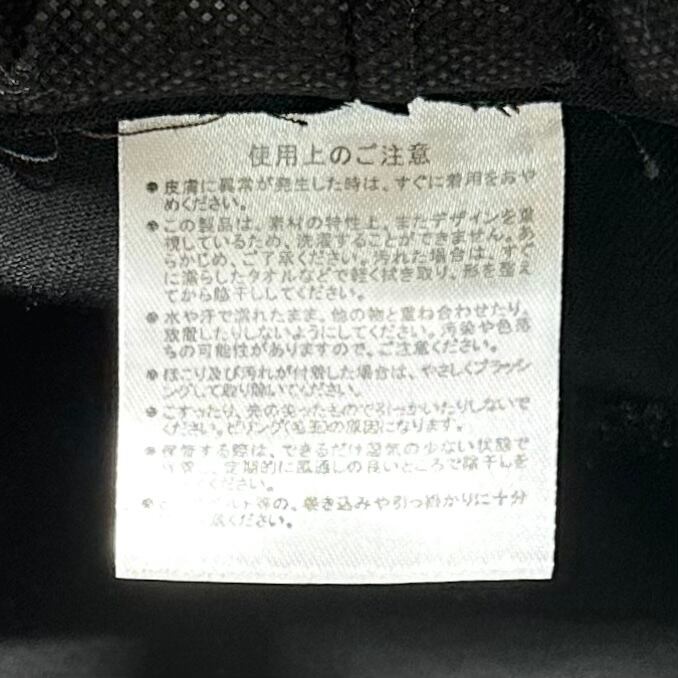 使用上のご注意
●皮膚に異常が発生した時は、すぐに着用をおや
めください。
●この製品は、素材の特性上、またデザインを重
視しているため、洗濯することができません。あ
らかじめ、ご了承ください。汚れた場合は、すぐ
に濡らしたタオルなどで軽く拭き取り、形を整え
てから陰干ししてください。
●水や汗で濡れたまま、他の物と重ね合わせたり、
放置したりしないようにしてください。汚染や色落
ちの可能性がありますので、ご注意ください。
●ほこり及び汚れが付着した場合は、やさしくブラッシ
ングして取り除いてください。
●こすったり、先の尖ったもので引っかいたりしないで
ください。ピリング(毛玉)の原因になります。
●保管する際は、できるだけ湿気の少ない状態で
定期的に風通しの良いところで陰干しを
ください。
●ベルト等の、巻き込みや引っ掛かりに十分
ください。